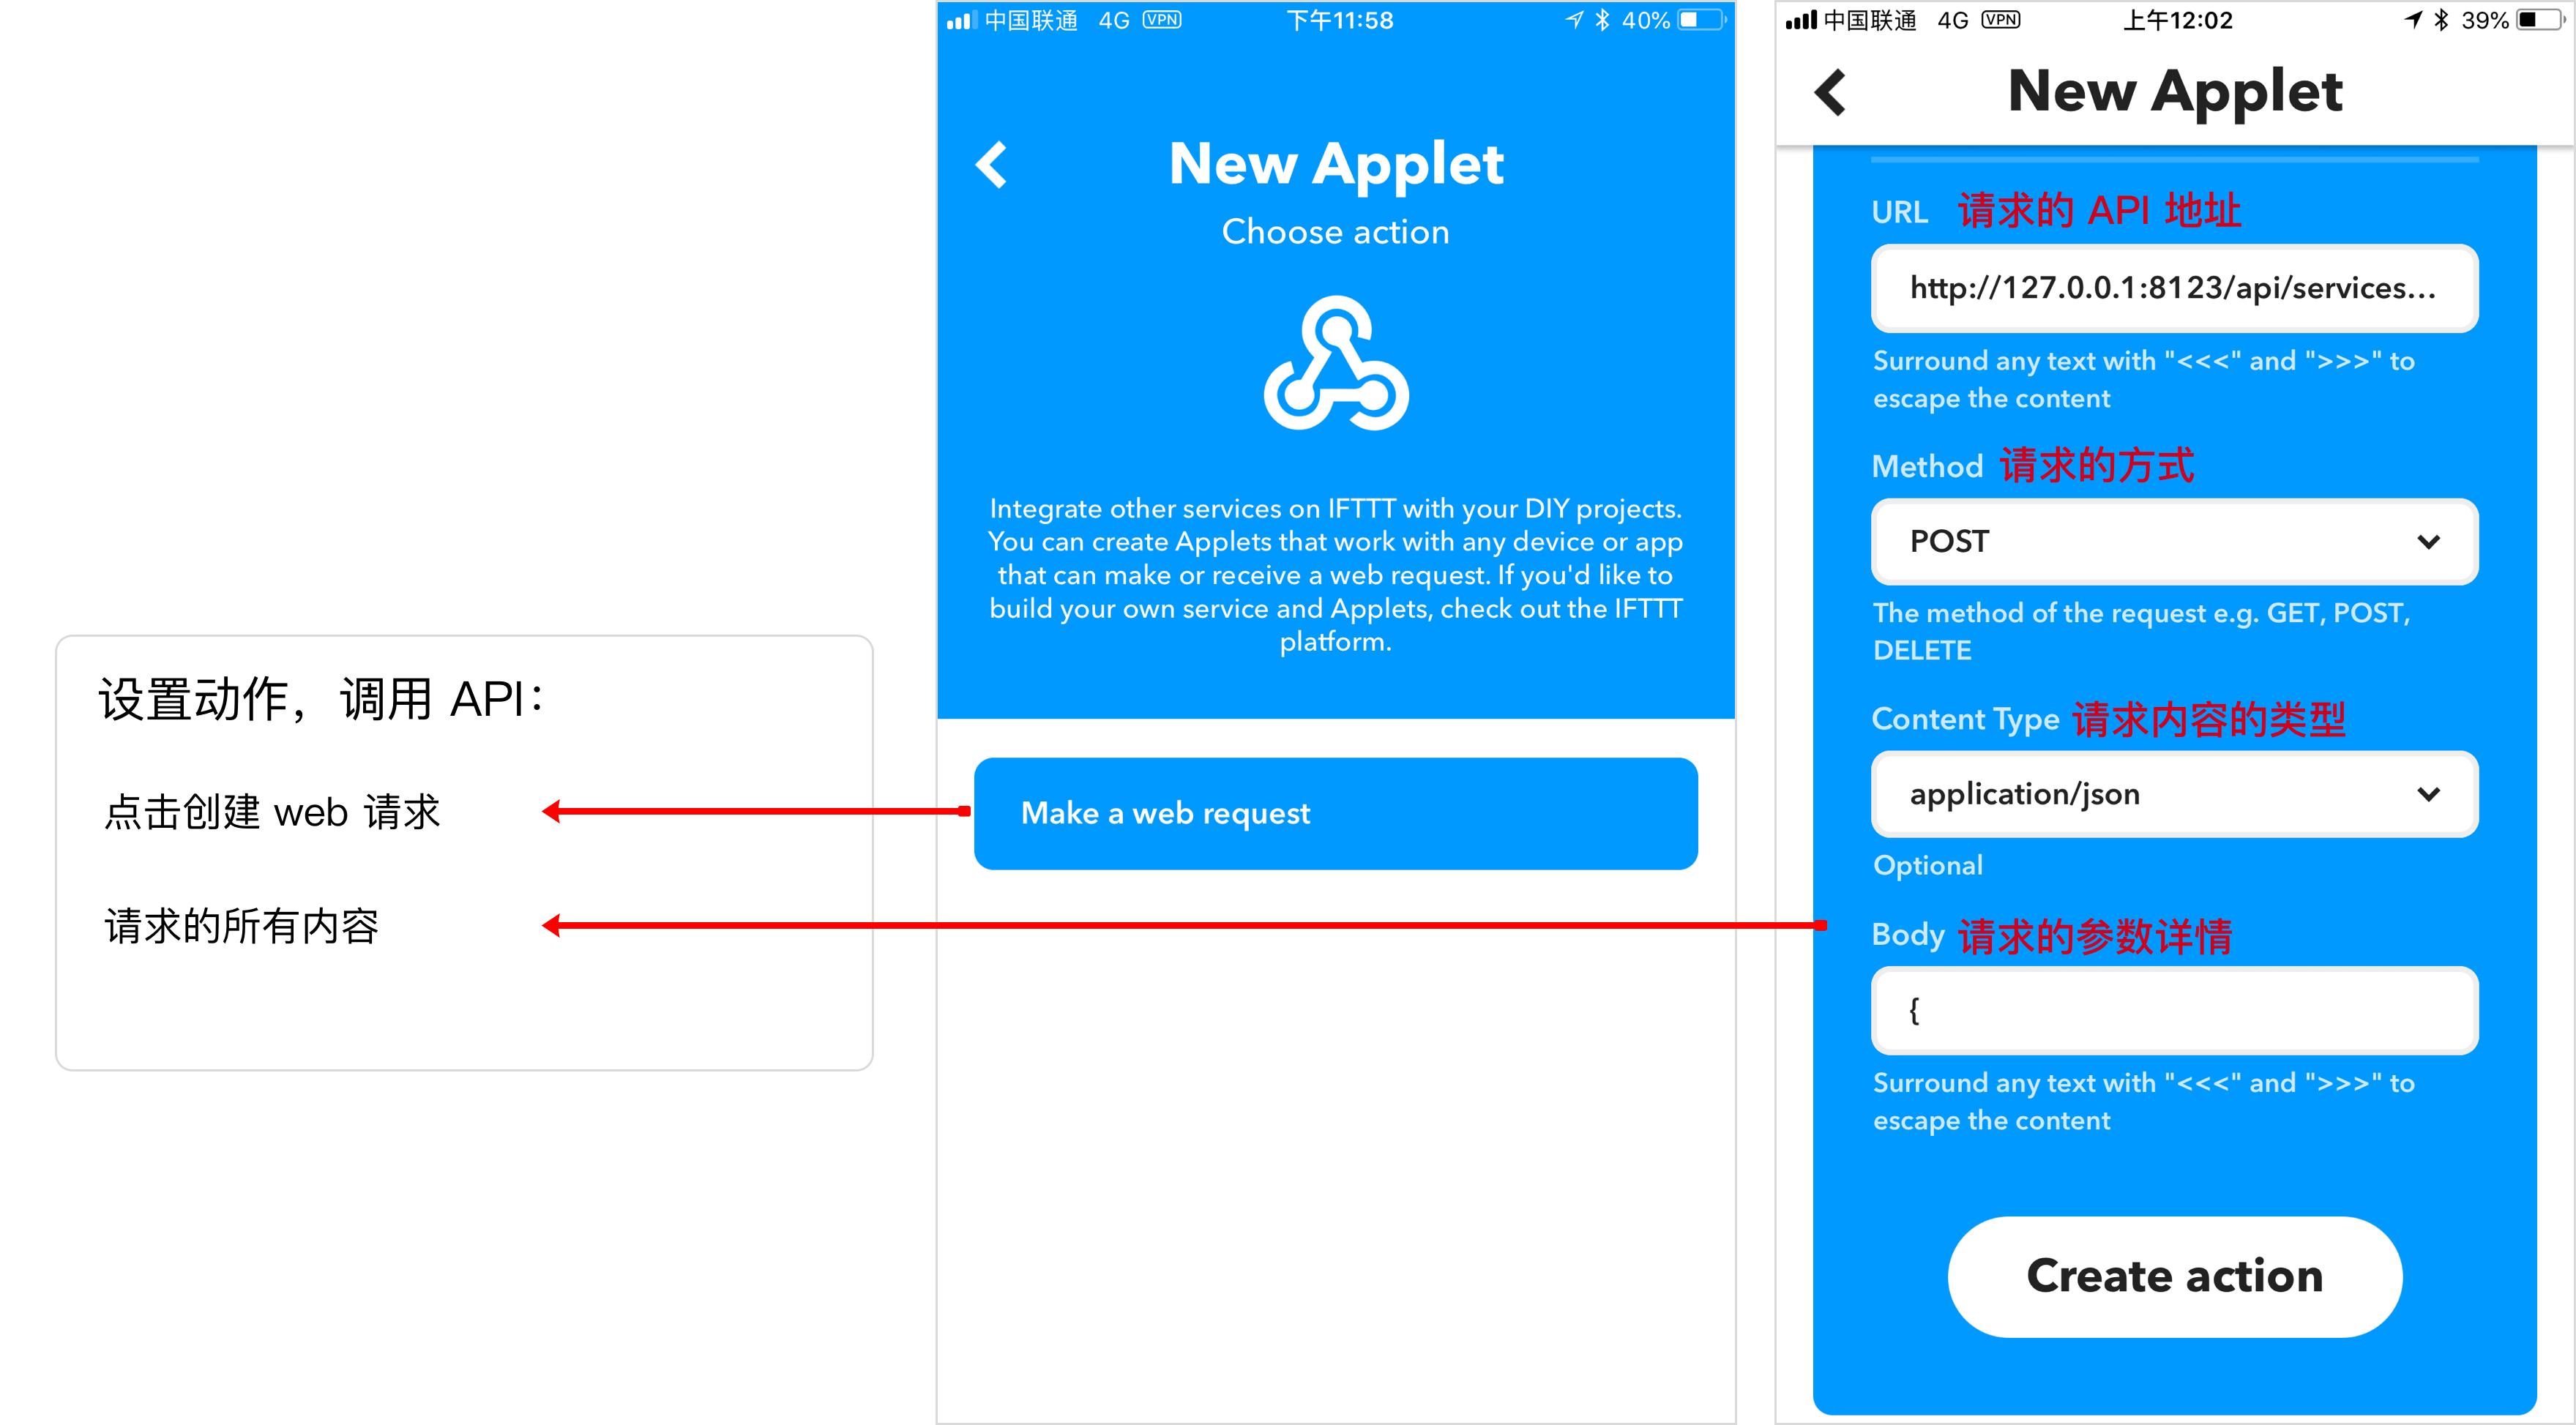 设置动作，调用 API：
点击创建 web 请求
请求的所有内容
中国联通 4G VPN 下午11:58 40%
New Applet
Choose action
Integrate other services on IFTTT with your DIY projects.
You can create Applets that work with any device or app
that can make or receive a web request. If you'd like to
build your own service and Applets, check out the IFTTT
platform.
Make a web request
中国联通 4G VPN 上午12:02 39%
New Applet
URL 请求的 API 地址
http://127.0.0.1:8123/api/services...
Surround any text with "<<<" and ">>>" to
escape the content
Method 请求的方式
POST
The method of the request e.g. GET, POST,
DELETE
Content Type 请求内容的类型
application/json
Optional
Body 请求的参数详情
{
Surround any text with "<<<" and ">>>" to
escape the content
Create action